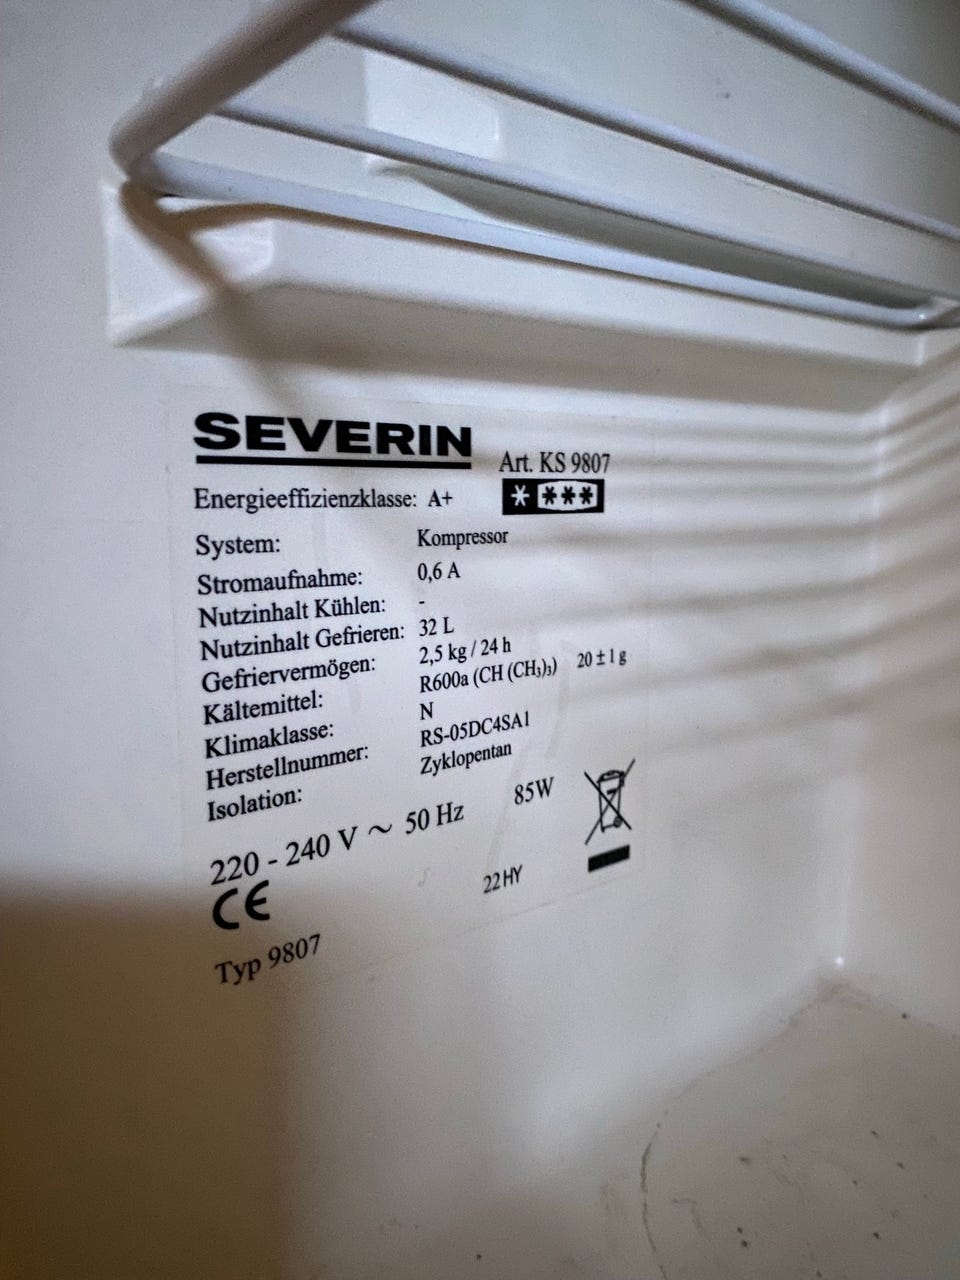 SEVERIN
Art. KS 9807
Energieeffizienzklasse: A+
System: Kompressor
Stromaufnahme: 0,6 A
Nutzinhalt Kühlen: -
Nutzinhalt Gefrieren: 32 L
Gefriervermögen: 2,5 kg / 24 h
Kältemittel: R600a (CH (CH₃)₃) 20 ± 1 g
Klimaklasse: N
Herstellnummer: RS-05DC4SA1
Isolation: Zyklopentan
220 - 240 V ~ 50 Hz 85W
CE
22HY
Typ 9807